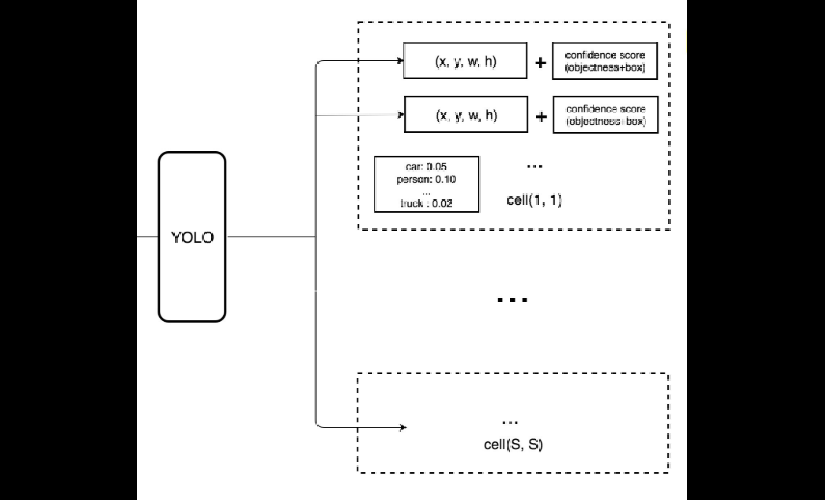 (x, y, w, h)
+
confidence score
(objectness+box)
(x, y, w, h)
+
confidence score
(objectness+box)
car: 0.05
person: 0.10
...
truck : 0.02
...
cell(1, 1)
YOLO
...
...
cell(S, S)